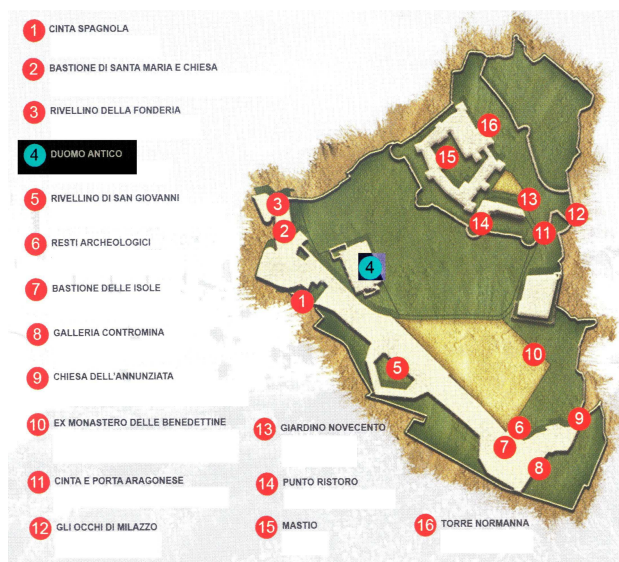 1 CINTA SPAGNOLA
2 BASTIONE DI SANTA MARIA E CHIESA
3 RIVELLINO DELLA FONDERIA
4 DUOMO ANTICO
5 RIVELLINO DI SAN GIOVANNI
6 RESTI ARCHEOLOGICI
7 BASTIONE DELLE ISOLE
8 GALLERIA CONTROMINA
9 CHIESA DELL'ANNUNZIATA
10 EX MONASTERO DELLE BENEDETTINE
11 CINTA E PORTA ARAGONESE
12 GLI OCCHI DI MILAZZO
13 GIARDINO NOVECENTO
14 PUNTO RISTORO
15 MASTIO
16 TORRE NORMANNA
16
15
3
13
12
14
11
2
4
1
10
5
9
6
7
8